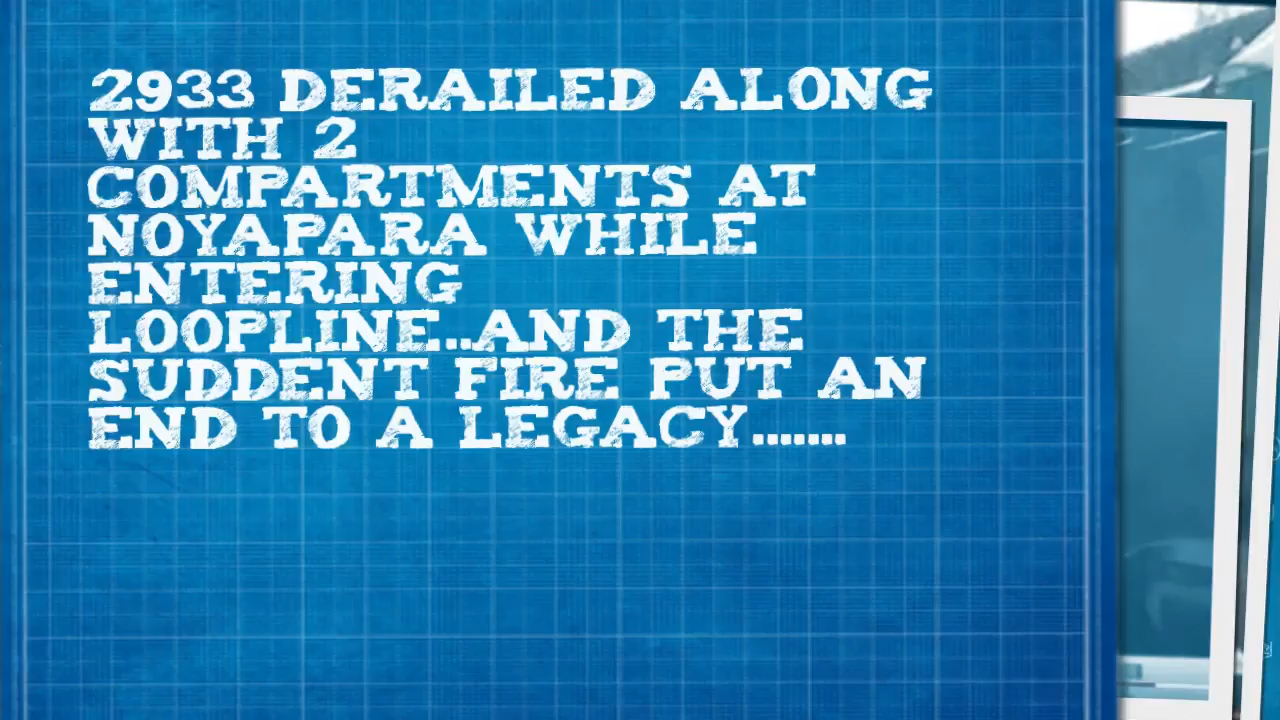 2933 DERAILED ALONG
WITH 2
COMPARTMENTS AT
NOYAPARA WHILE
ENTERING
LOOPLINE..AND THE
SUDDENT FIRE PUT AN
END TO A LEGACY.......